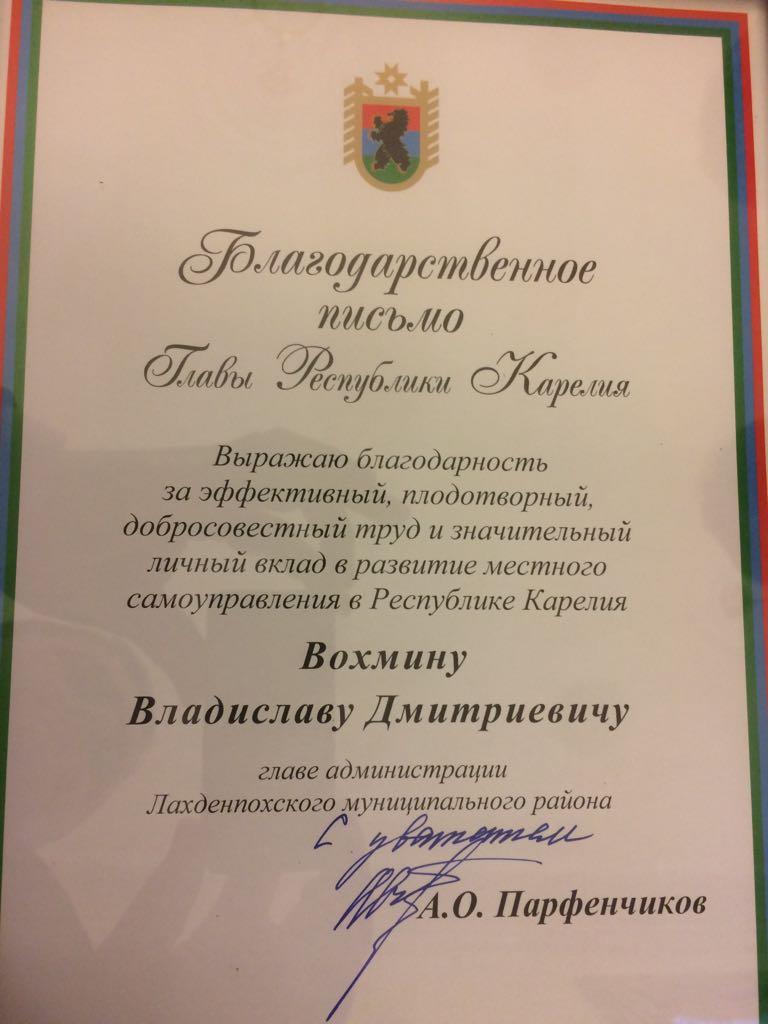 Благодарственное
письмо
Главы Республики Карелия
Выражаю благодарность
за эффективный, плодотворный,
добросовестный труд и значительный
личный вклад в развитие местного
самоуправления в Республике Карелия
Вохмину
Владиславу Дмитриевичу
главе администрации
Лахденпохского муниципального района
С уважением
А.О. Парфенчиков